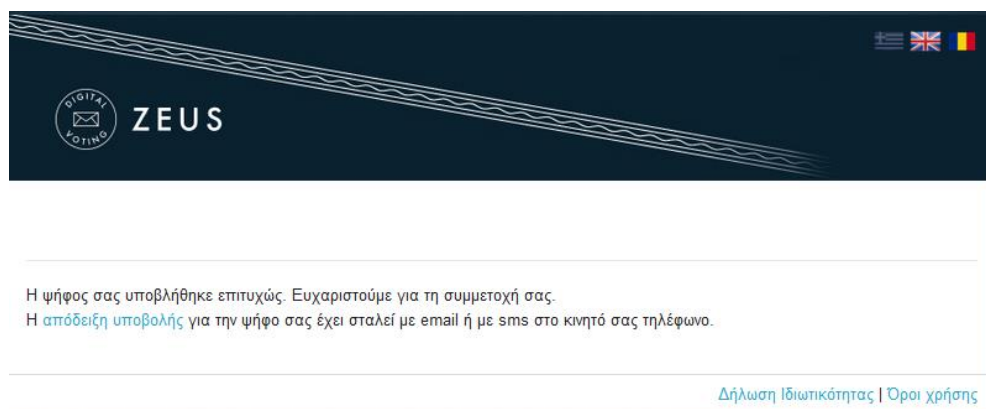 DIGITAL VOTING
ZEUS
Η ψήφος σας υποβλήθηκε επιτυχώς. Ευχαριστούμε για τη συμμετοχή σας.
Η απόδειξη υποβολής για την ψήφο σας έχει σταλεί με email ή με sms στο κινητό σας τηλέφωνο.
Δήλωση Ιδιωτικότητας | Όροι χρήσης